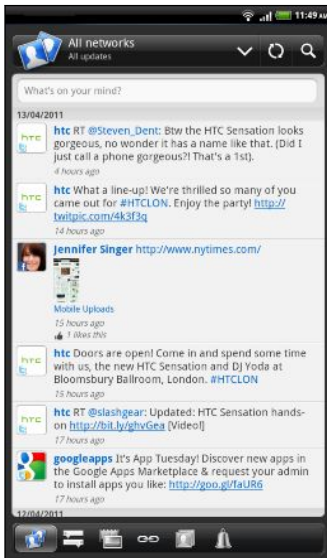 11:49 AM
All networks
All updates
What's on your mind?
13/04/2011
htc RT @Steven_Dent: Btw the HTC Sensation looks
gorgeous, no wonder it has a name like that. (Did I
just call a phone gorgeous?! That's a 1st).
4 hours ago
htc What a line-up! We're thrilled so many of you
came out for #HTCLON. Enjoy the party! http://
twitpic.com/4k3f3q
14 hours ago
Jennifer Singer http://www.nytimes.com/
Mobile Uploads
15 hours ago
1 likes this
htc Doors are open! Come in and spend some time
with us, the new HTC Sensation and DJ Yoda at
Bloomsbury Ballroom, London. #HTCLON
15 hours ago
htc RT @slashgear: Updated: HTC Sensation hands-
on http://bit.ly/ghvGea [Video!]
17 hours ago
googleapps It's App Tuesday! Discover new apps in
the Google Apps Marketplace & request your admin
to install apps you like: http://goo.gl/faUR6
17 hours ago
12/04/2011